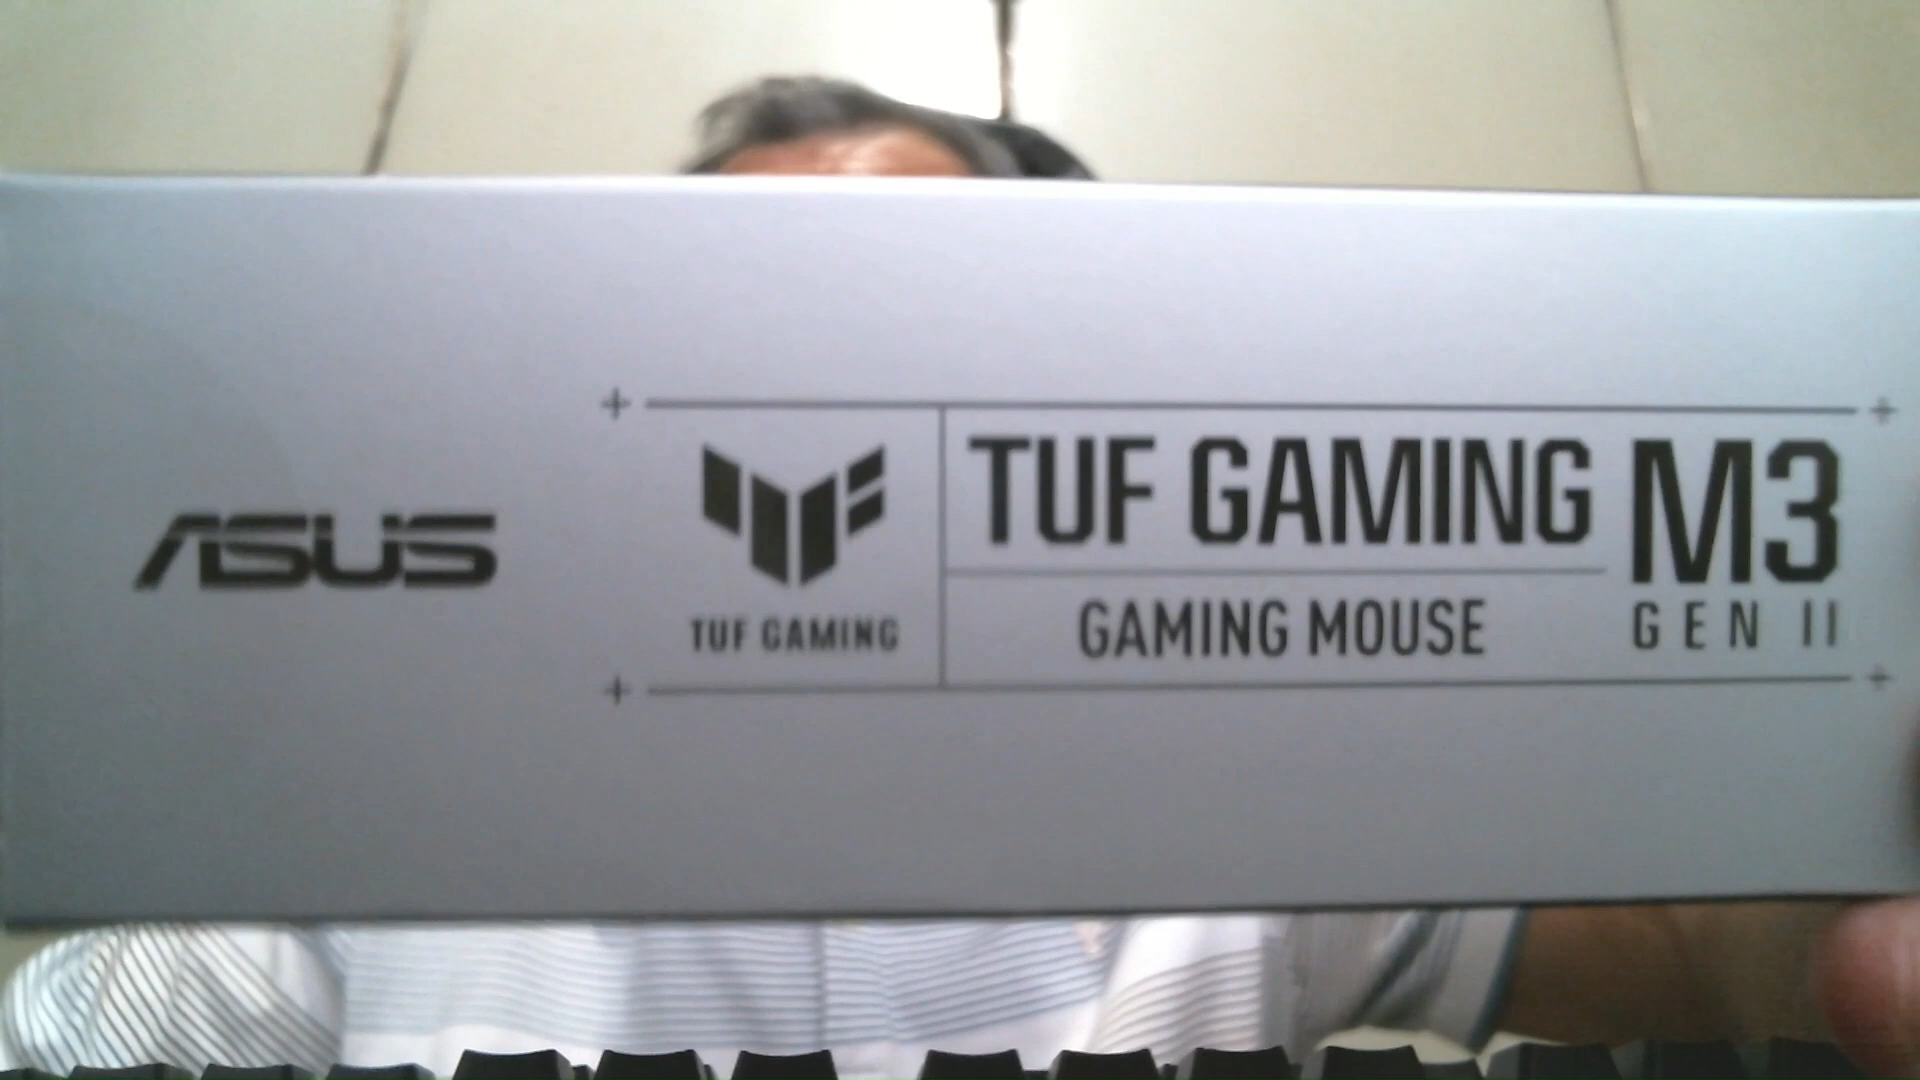 ASUS
TUF GAMING
TUF GAMING M3
GAMING MOUSE
GEN II